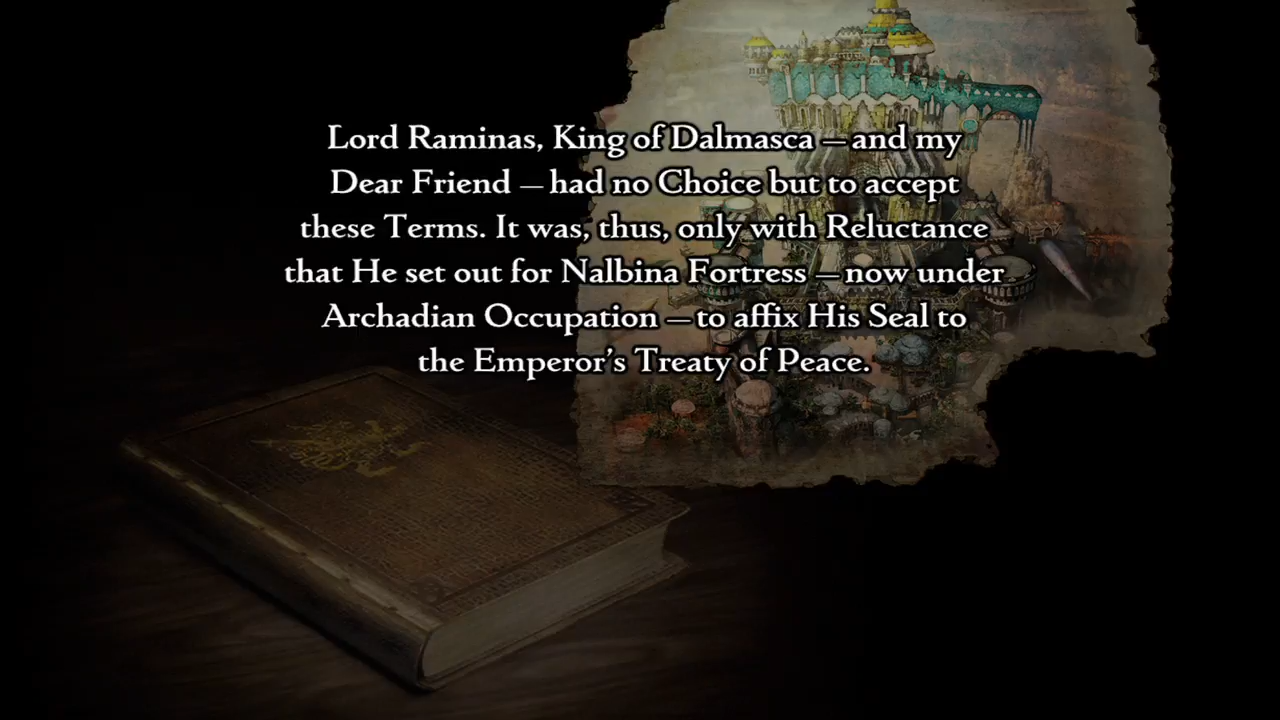 Lord Raminas, King of Dalmasca — and my
Dear Friend — had no Choice but to accept
these Terms. It was, thus, only with Reluctance
that He set out for Nalbina Fortress — now under
Archadian Occupation — to affix His Seal to
the Emperor’s Treaty of Peace.